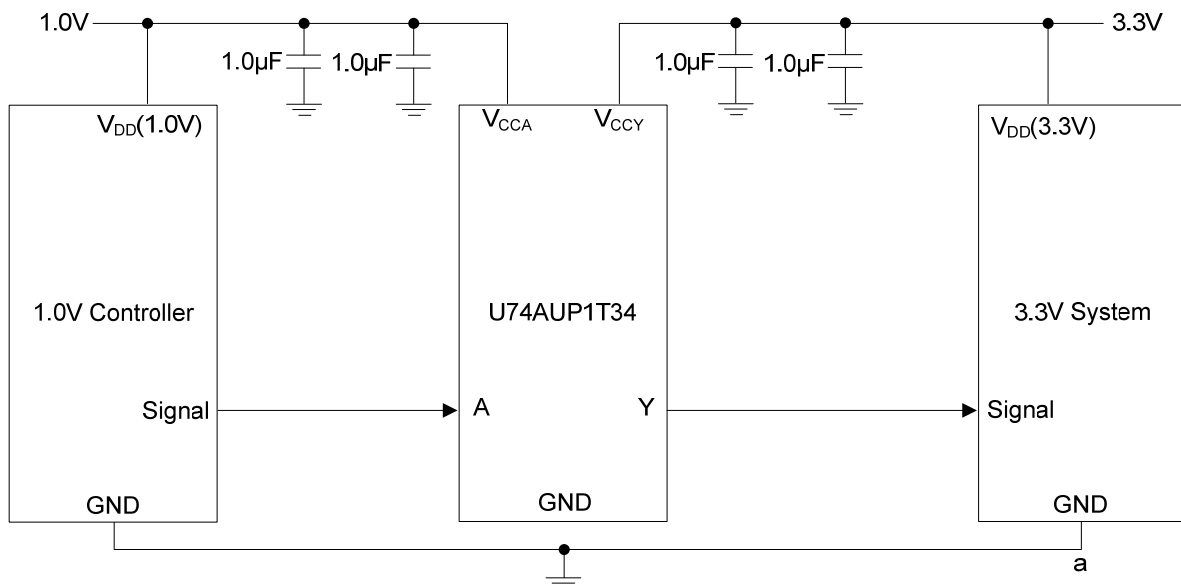 1.0V
3.3V
1.0µF
1.0µF
1.0µF
1.0µF
VDD(1.0V)
VCCA
VCCY
VDD(3.3V)
1.0V Controller
U74AUP1T34
3.3V System
Signal
A
Y
Signal
GND
GND
GND
a